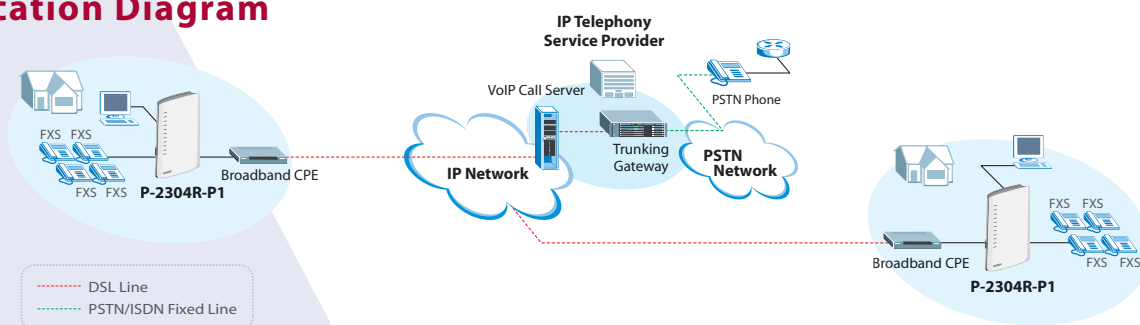 cation Diagram
IP Telephony
Service Provider
VoIP Call Server
PSTN Phone
FXS FXS
FXS FXS
P-2304R-P1
Broadband CPE
IP Network
Trunking
Gateway
PSTN
Network
Broadband CPE
FXS FXS
FXS FXS
P-2304R-P1
DSL Line
PSTN/ISDN Fixed Line